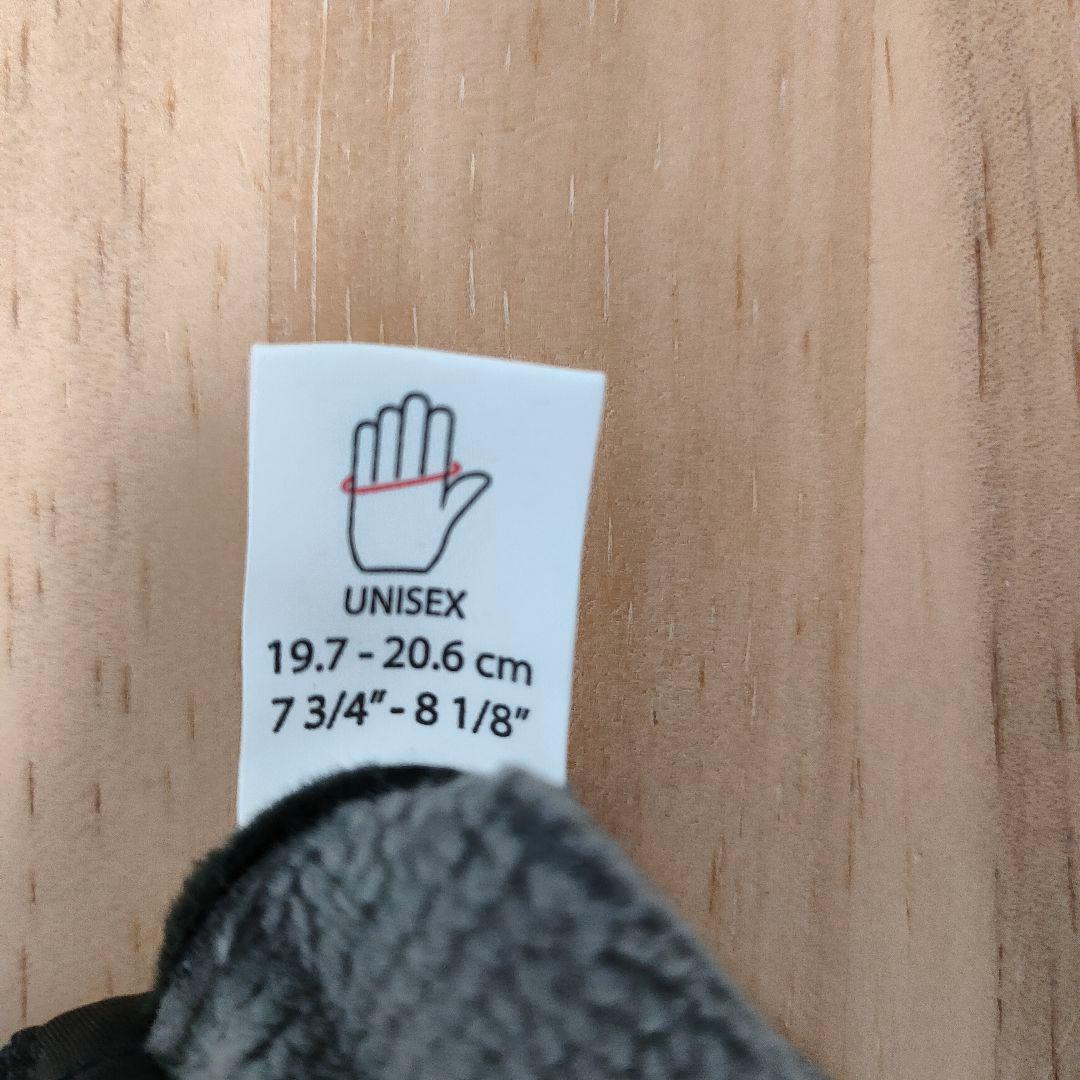 UNISEX
19.7 - 20.6 cm
7 3/4" - 8 1/8"